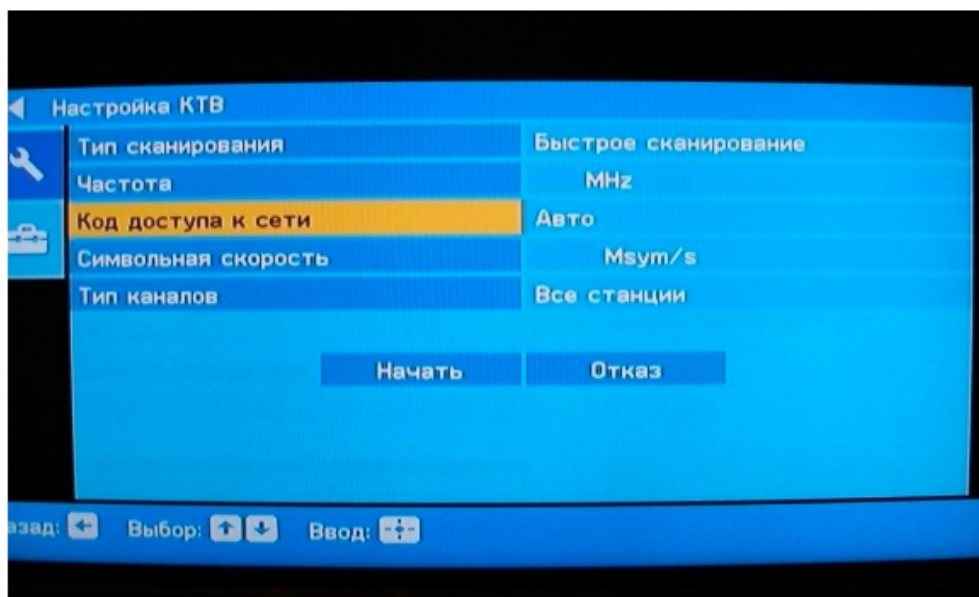 Настройка КТВ
Тип сканирования Быстрое сканирование
Частота MHz
Код доступа к сети Авто
Символьная скорость Msym/s
Тип каналов Все станции
Начать Отказ
азад: Выбор: Ввод: